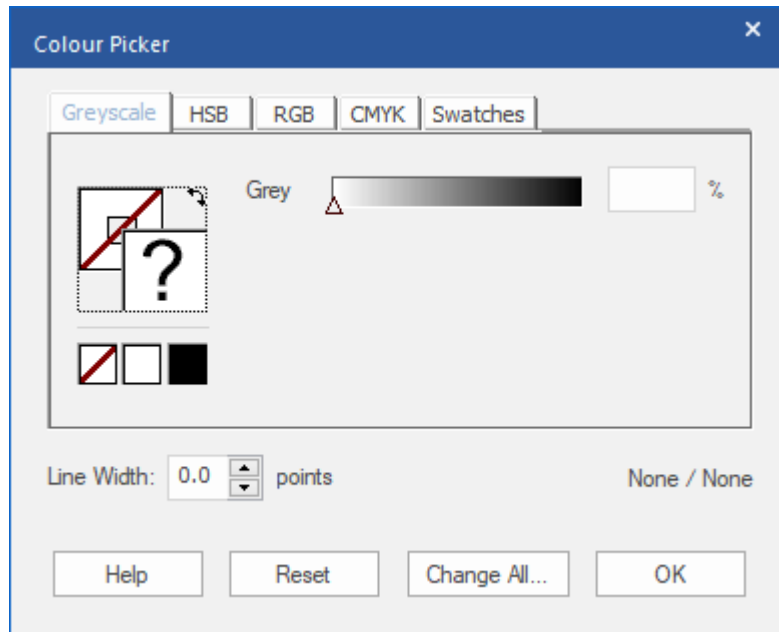 Colour Picker
Greyscale HSB RGB CMYK Swatches
Grey %
?
Line Width: 0.0 points None / None
Help Reset Change All... OK